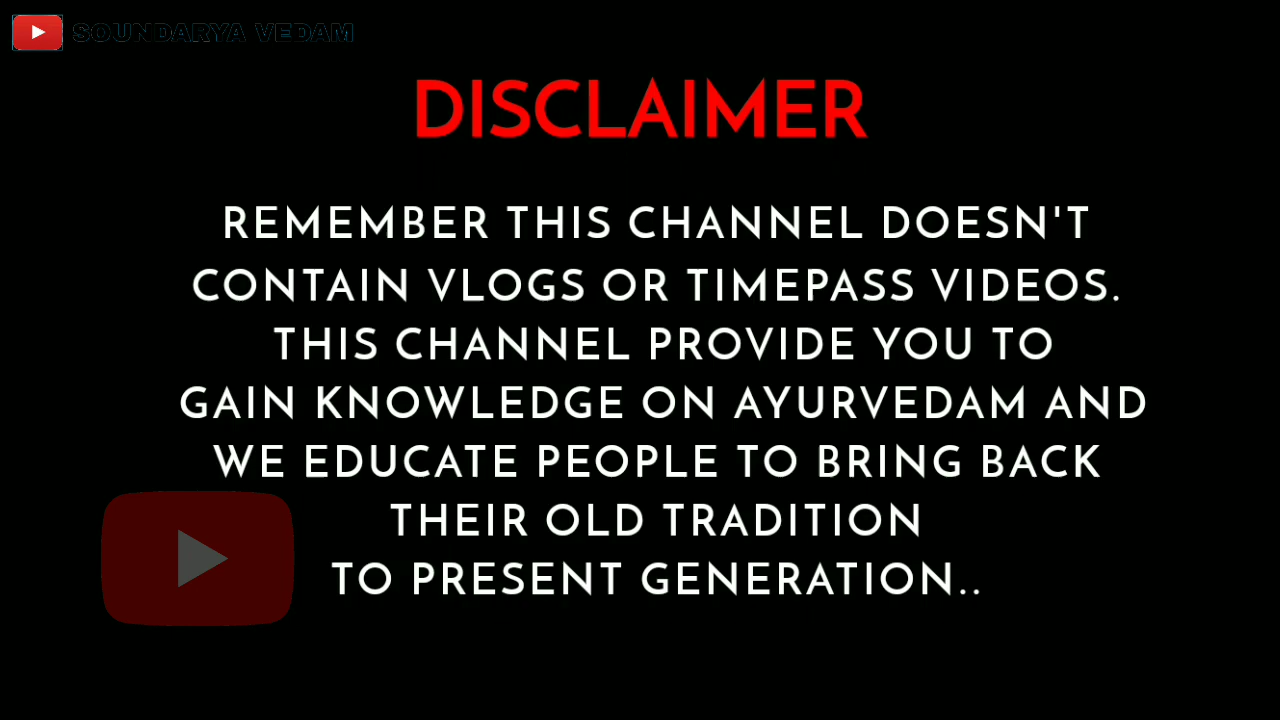 SOUNDARYA VEDAM
DISCLAIMER
REMEMBER THIS CHANNEL DOESN'T
CONTAIN VLOGS OR TIMEPASS VIDEOS.
THIS CHANNEL PROVIDE YOU TO
GAIN KNOWLEDGE ON AYURVEDAM AND
WE EDUCATE PEOPLE TO BRING BACK
THEIR OLD TRADITION
TO PRESENT GENERATION..